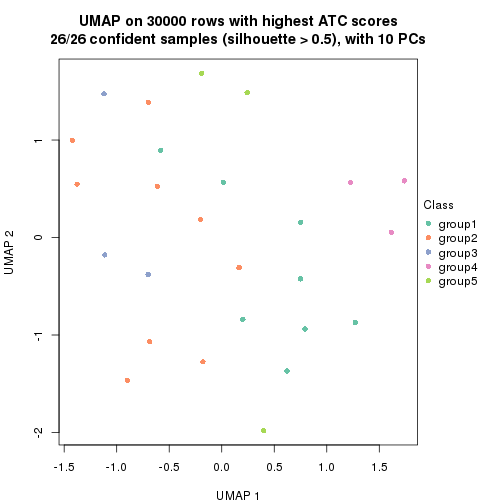 UMAP on 30000 rows with highest ATC scores
26/26 confident samples (silhouette > 0.5), with 10 PCs
UMAP 2
1
0
-1
-2
-1.5
-1.0
-0.5
0.0
0.5
1.0
1.5
UMAP 1
Class
group1
group2
group3
group4
group5